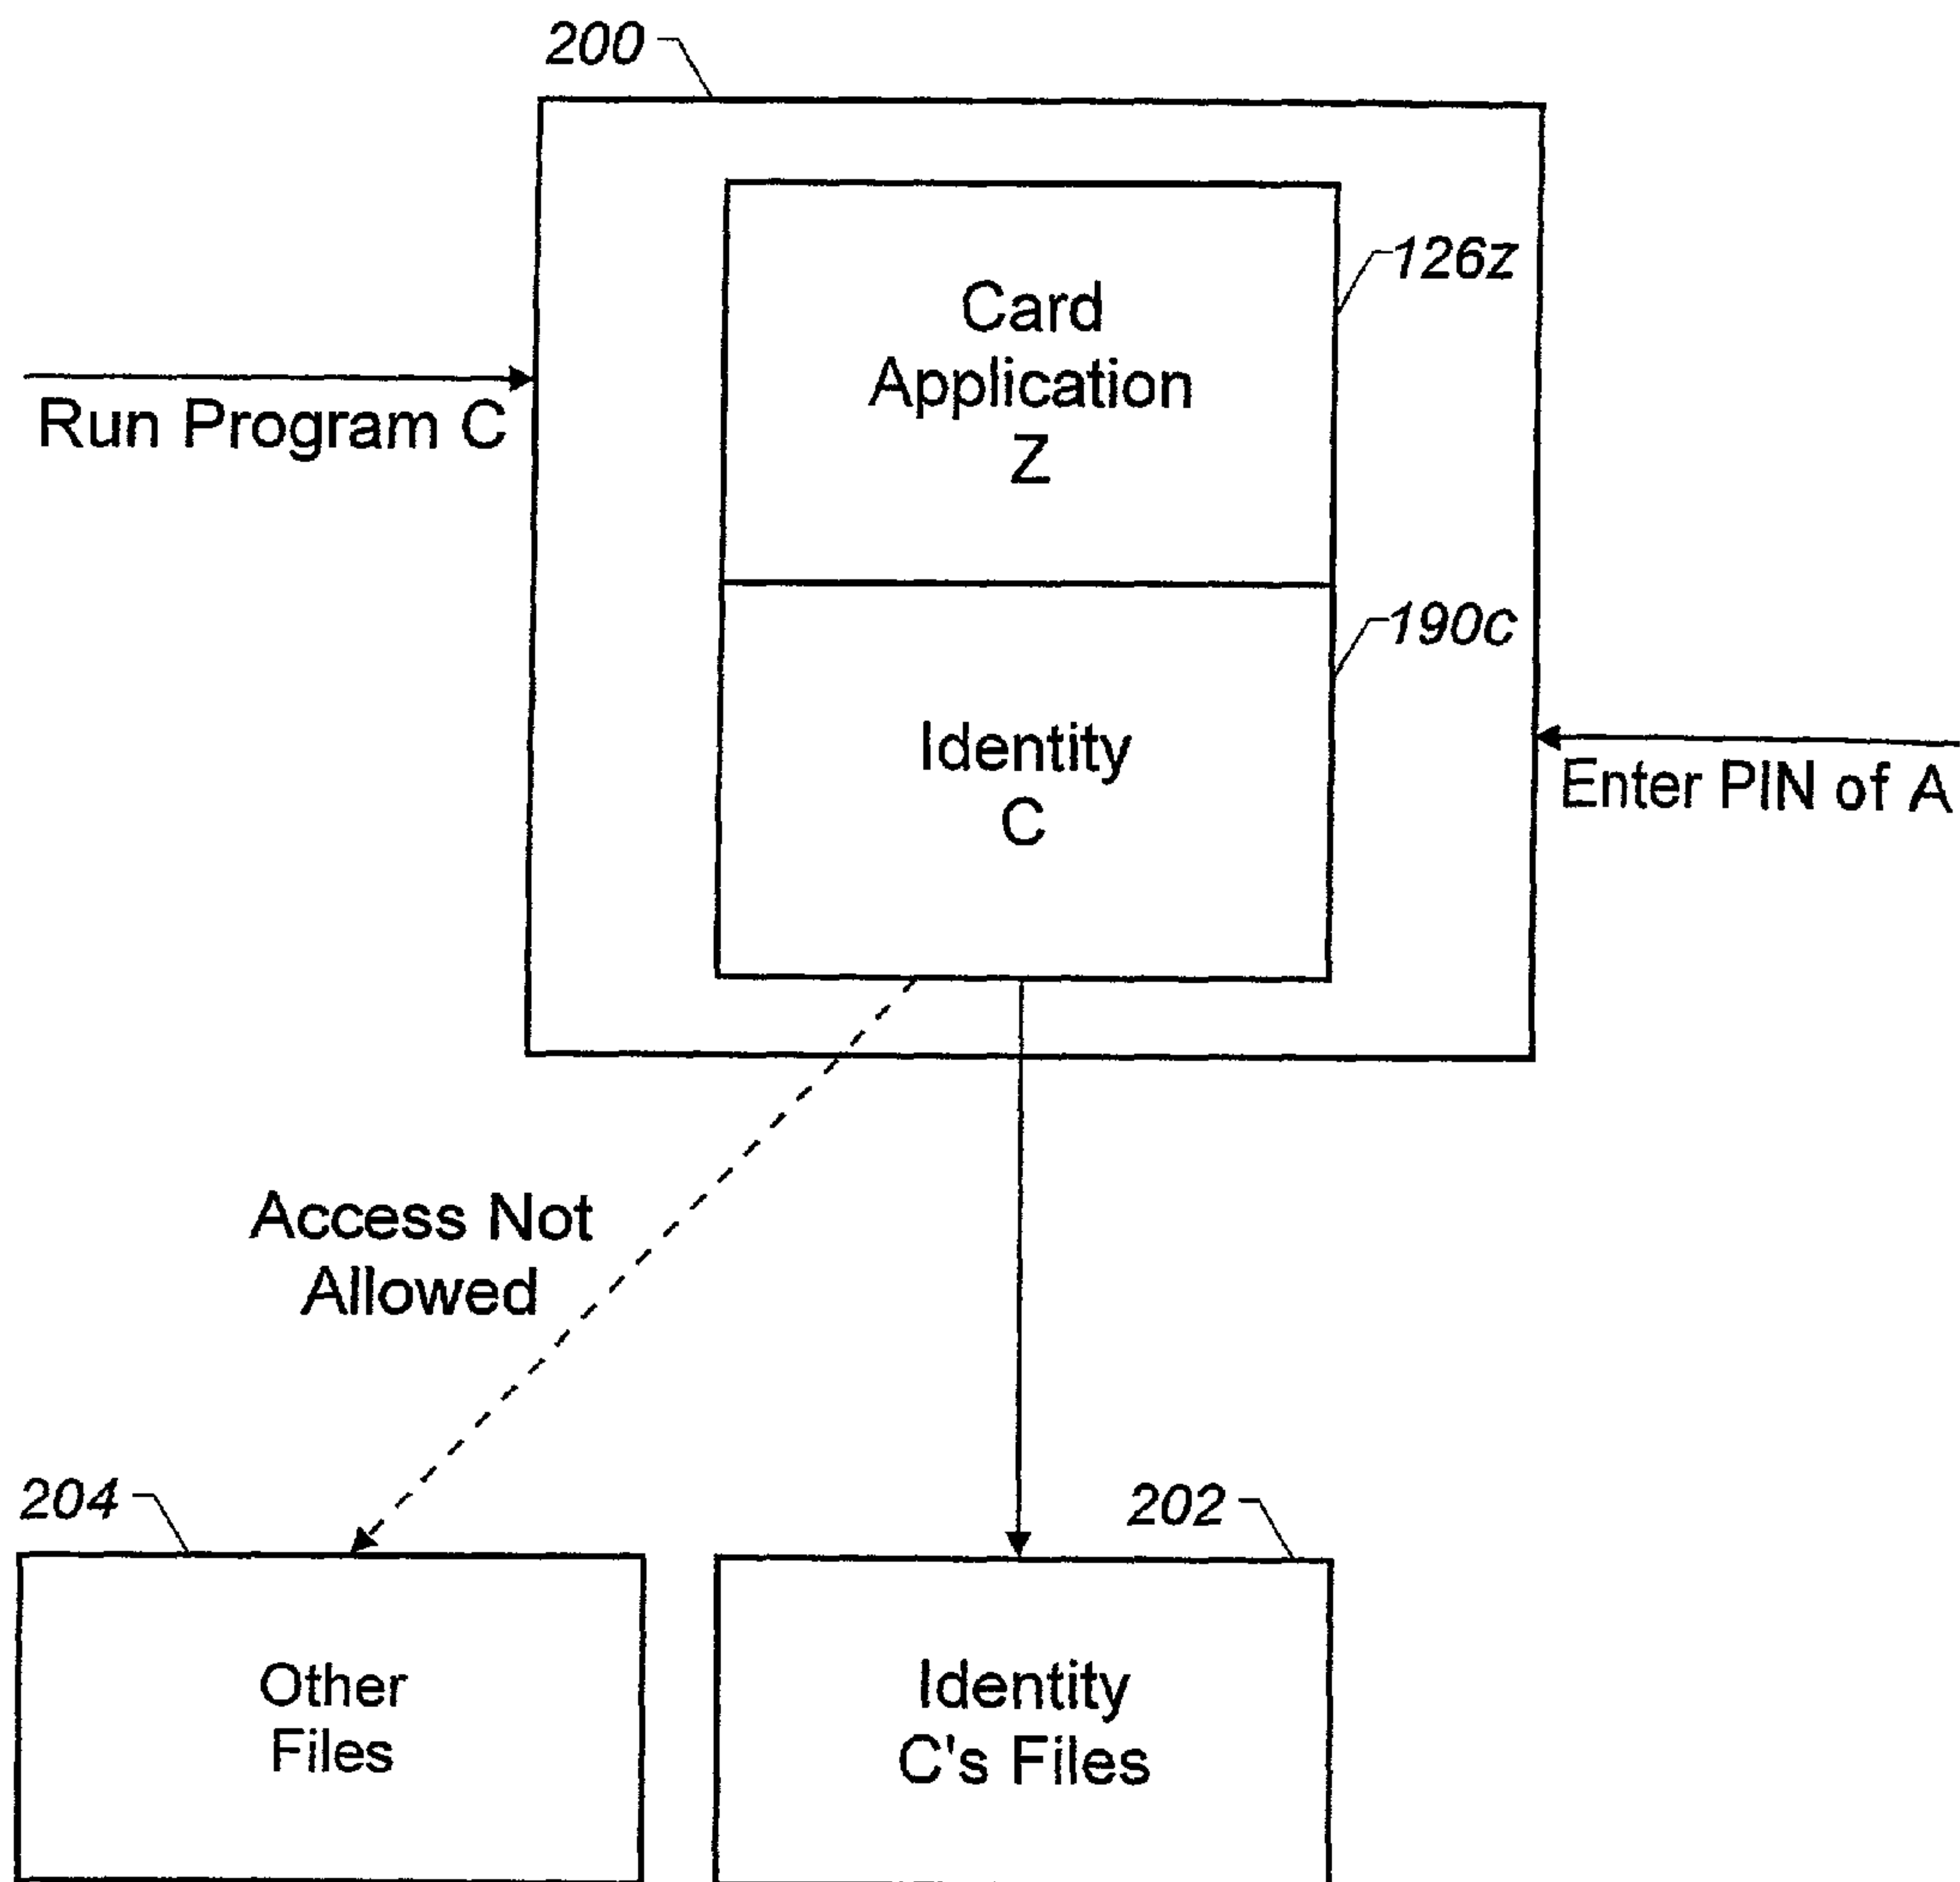 200
126z
Card
Application
Z
Run Program C
190c
Identity
C
Enter PIN of A
Access Not
Allowed
204
202
Other
Files
Identity
C's Files